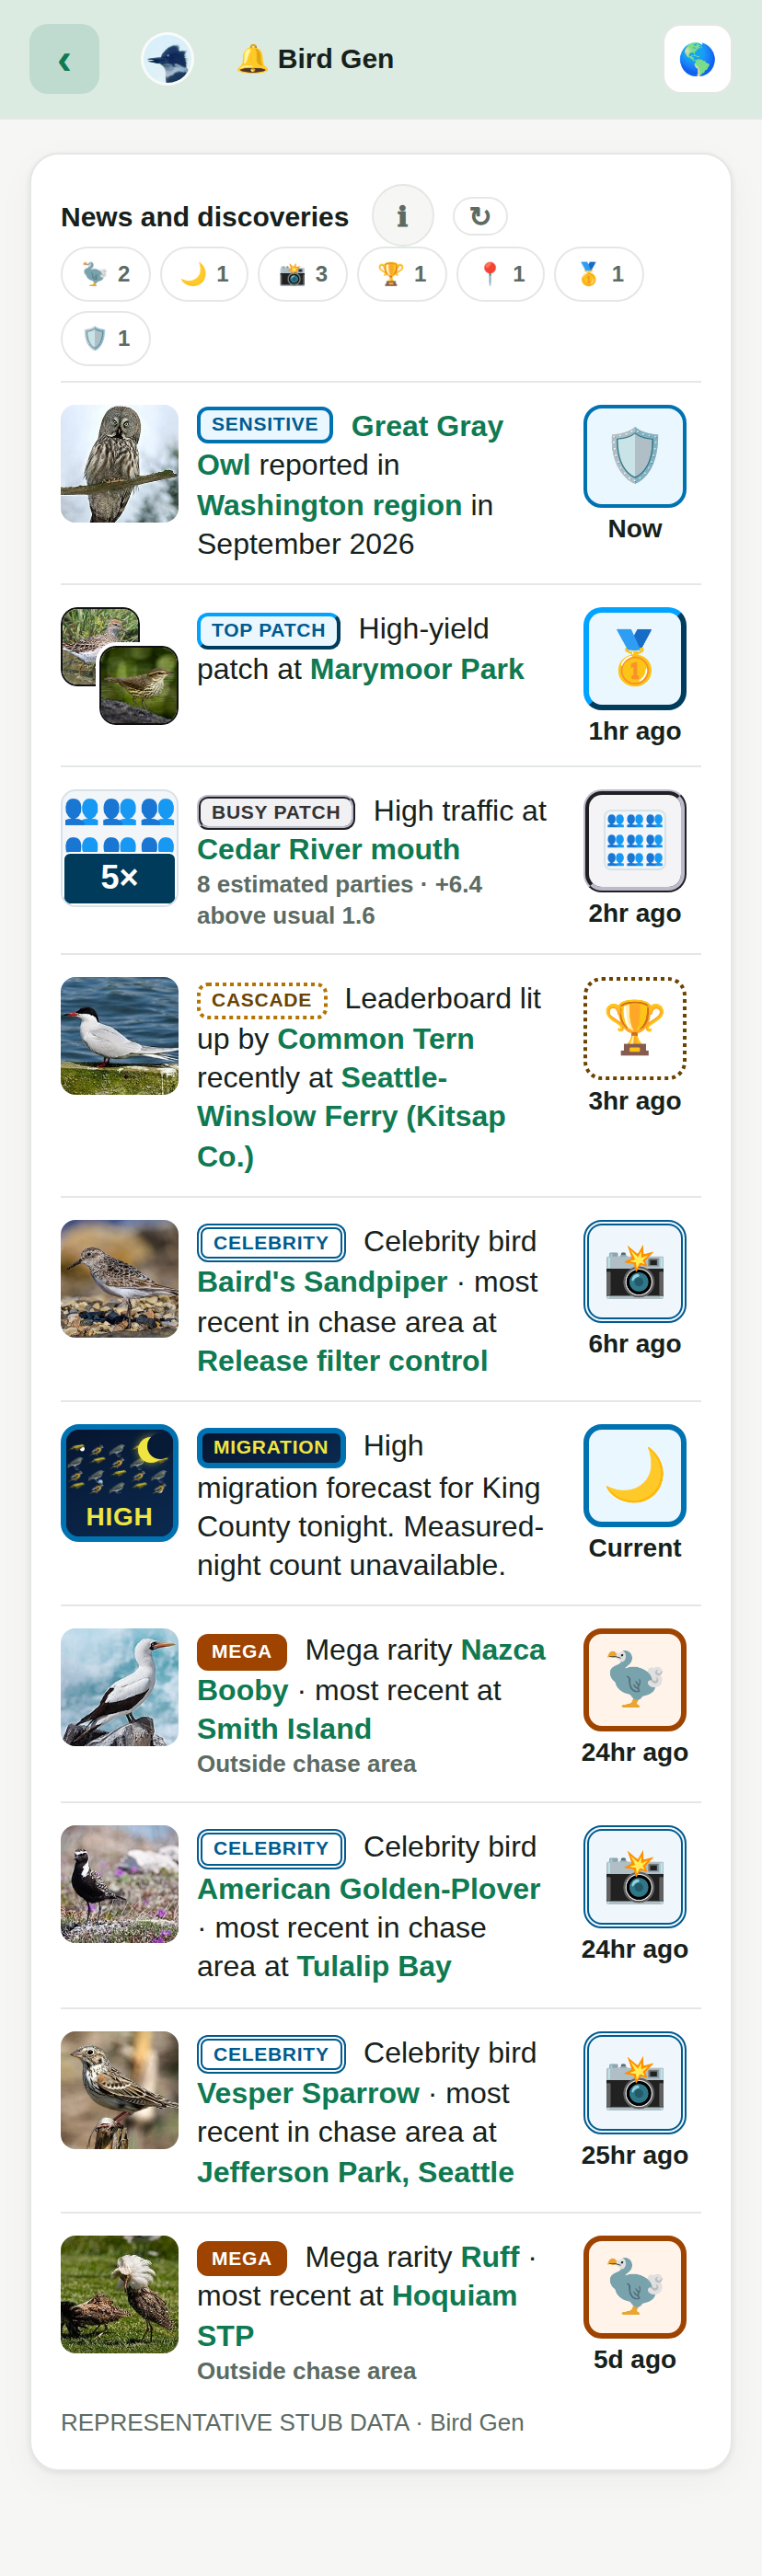 ‹ 🔔 Bird Gen 🌎
News and discoveries ℹ ↻
🦤 2 🌙 1 📸 3 🏆 1 📍 1 🥇 1
🛡️ 1
SENSITIVE Great Gray
Owl reported in
Washington region in
September 2026
Now
TOP PATCH High-yield
patch at Marymoor Park
1hr ago
5×
BUSY PATCH High traffic at
Cedar River mouth
8 estimated parties · +6.4
above usual 1.6
2hr ago
CASCADE Leaderboard lit
up by Common Tern
recently at Seattle-
Winslow Ferry (Kitsap
Co.)
3hr ago
CELEBRITY Celebrity bird
Baird's Sandpiper · most
recent in chase area at
Release filter control
6hr ago
HIGH
MIGRATION High
migration forecast for King
County tonight. Measured-
night count unavailable.
Current
MEGA Mega rarity Nazca
Booby · most recent at
Smith Island
Outside chase area
24hr ago
CELEBRITY Celebrity bird
American Golden-Plover
· most recent in chase
area at Tulalip Bay
24hr ago
CELEBRITY Celebrity bird
Vesper Sparrow · most
recent in chase area at
Jefferson Park, Seattle
25hr ago
MEGA Mega rarity Ruff ·
most recent at Hoquiam
STP
Outside chase area
5d ago
REPRESENTATIVE STUB DATA · Bird Gen